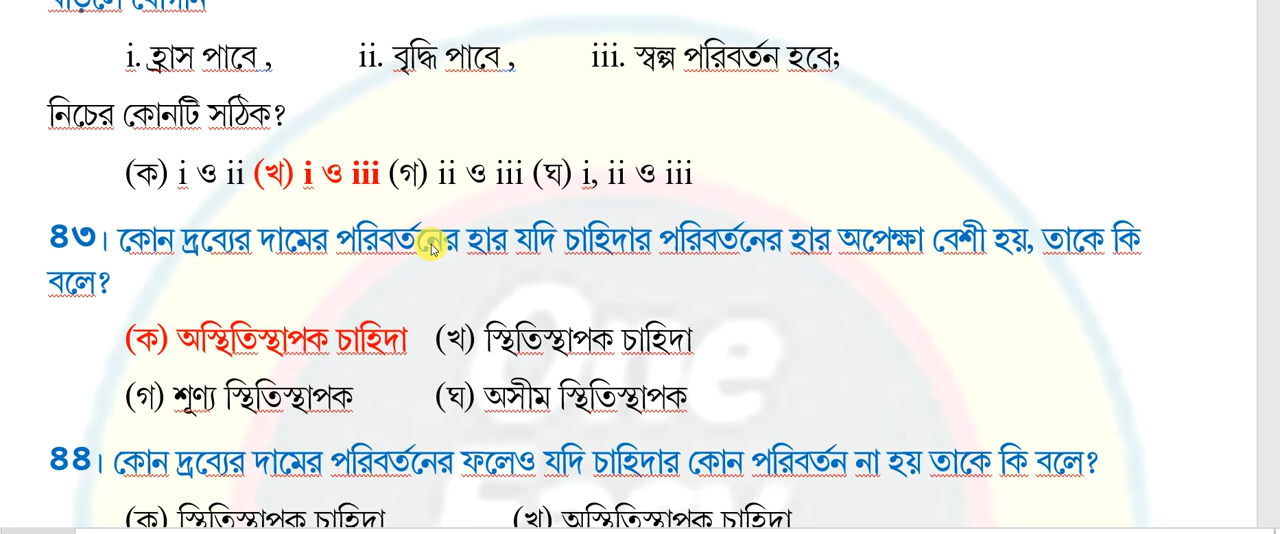 বাড়লে যোগান
i. হ্রাস পাবে, ii. বৃদ্ধি পাবে, iii. স্বল্প পরিবর্তন হবে;
নিচের কোনটি সঠিক?
(ক) i ও ii (খ) i ও iii (গ) ii ও iii (ঘ) i, ii ও iii
৪৩। কোন দ্রব্যের দামের পরিবর্তনের হার যদি চাহিদার পরিবর্তনের হার অপেক্ষা বেশী হয়, তাকে কি
বলে?
(ক) অস্থিতিস্থাপক চাহিদা (খ) স্থিতিস্থাপক চাহিদা
(গ) শূণ্য স্থিতিস্থাপক (ঘ) অসীম স্থিতিস্থাপক
৪৪। কোন দ্রব্যের দামের পরিবর্তনের ফলেও যদি চাহিদার কোন পরিবর্তন না হয় তাকে কি বলে?
(ক) স্থিতিস্থাপক চাহিদা (খ) অস্থিতিস্থাপক চাহিদা
One